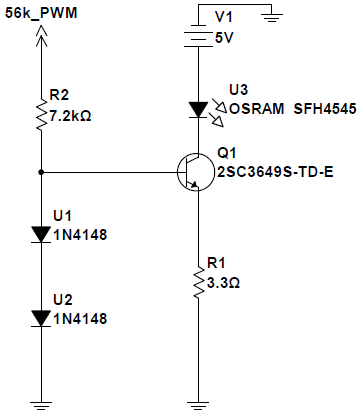 56k_PWM
V1
5V
R2
7.2kΩ
U3
OSRAM SFH4545
Q1
2SC3649S-TD-E
U1
1N4148
R1
3.3Ω
U2
1N4148